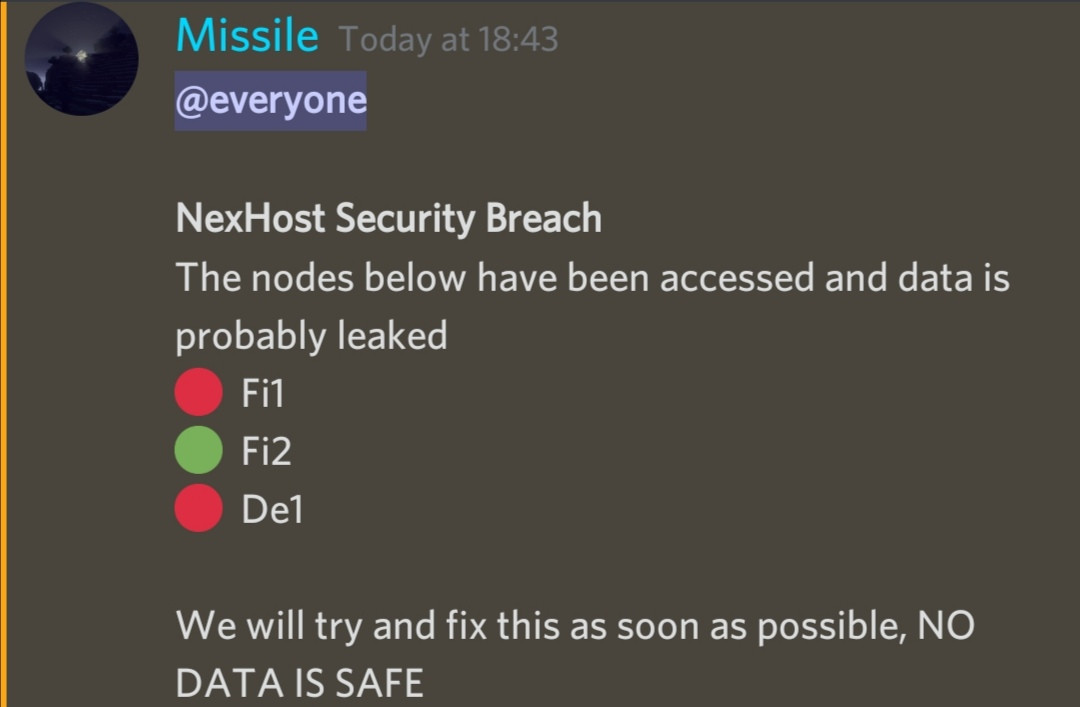 Missile Today at 18:43
@everyone
NexHost Security Breach
The nodes below have been accessed and data is
probably leaked
Fi1
Fi2
De1
We will try and fix this as soon as possible, NO
DATA IS SAFE